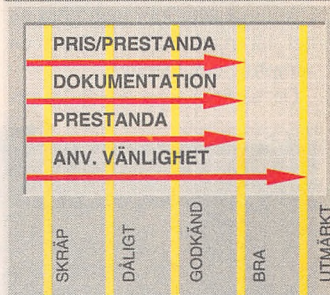 PRIS/PRESTANDA
DOKUMENTATION
PRESTANDA
ANV. VÄNLIGHET
SKRÄP
DÅLIGT
GODKÄND
BRA
UTMÄRKT